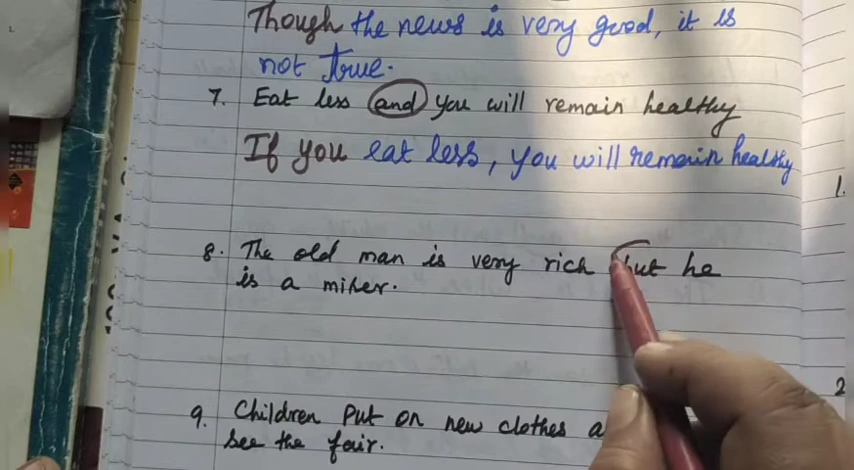 Though the news is very good, it is
not true.
7. Eat less and you will remain healthy
If you eat less, you will remain healthy
8. The old man is very rich but he
is a miser.
9. Children put on new clothes a
see the fair.
1.
2